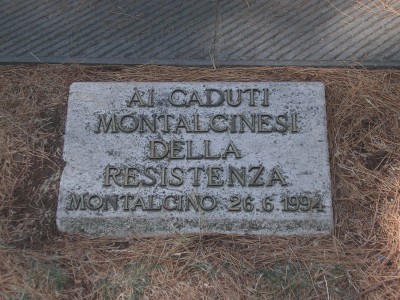 AI CADUTI
MONTALCINESI
DELLA
RESISTENZA
MONTALCINO 26.6.1994